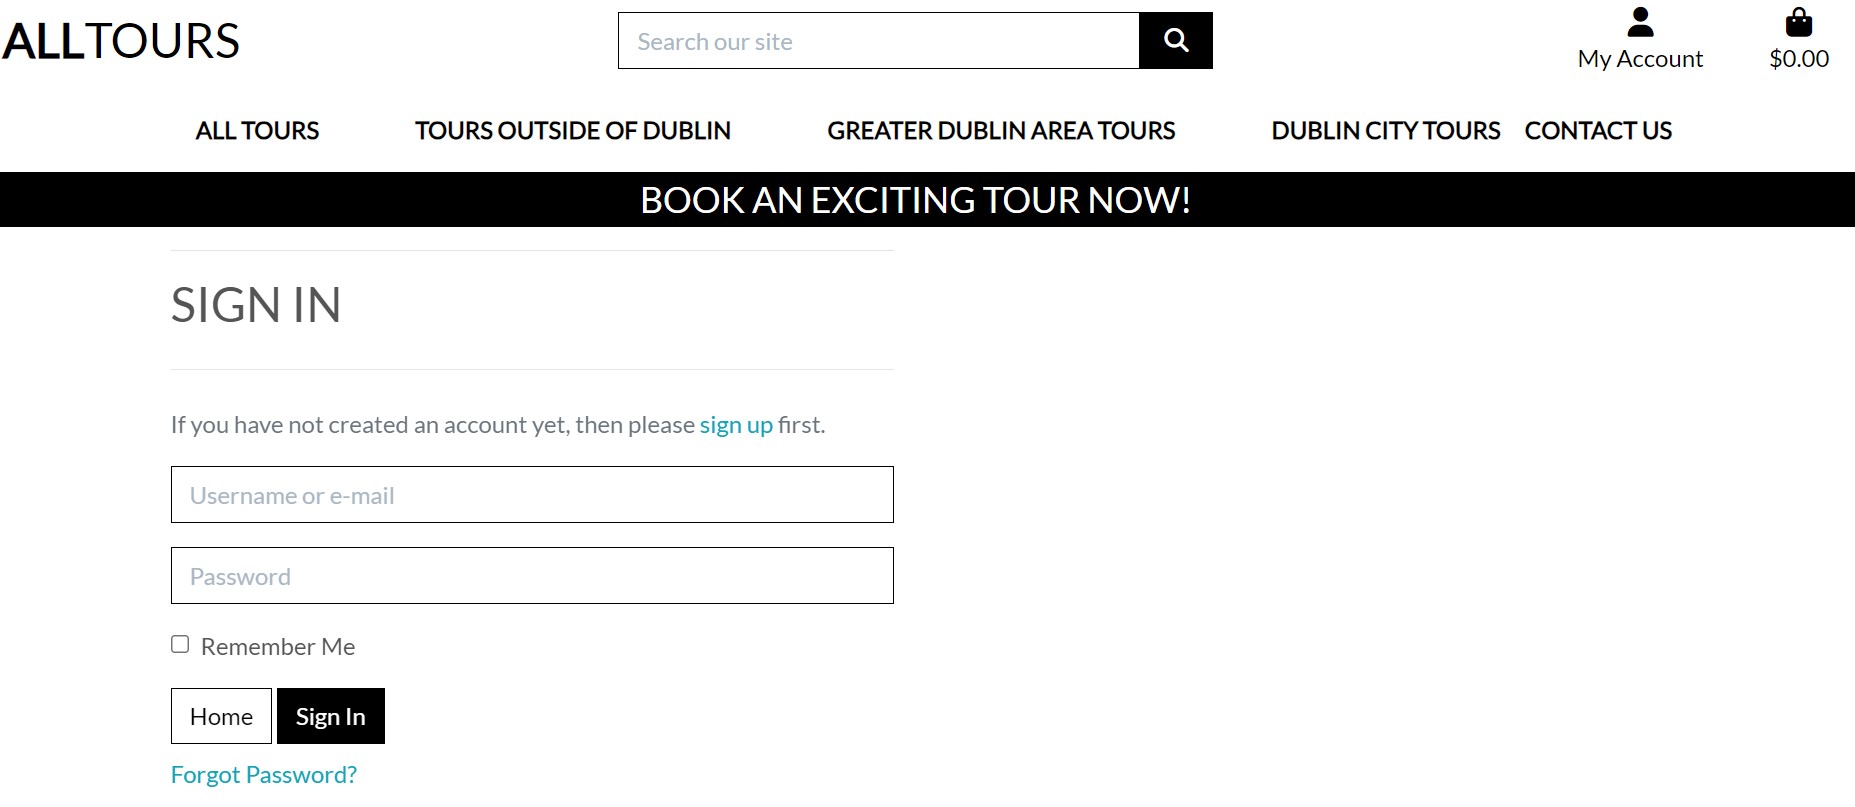 ALLTOURS
Search our site
My Account
$0.00
ALL TOURS
TOURS OUTSIDE OF DUBLIN
GREATER DUBLIN AREA TOURS
DUBLIN CITY TOURS
CONTACT US
BOOK AN EXCITING TOUR NOW!
SIGN IN
If you have not created an account yet, then please sign up first.
Username or e-mail
Password
Remember Me
Home
Sign In
Forgot Password?